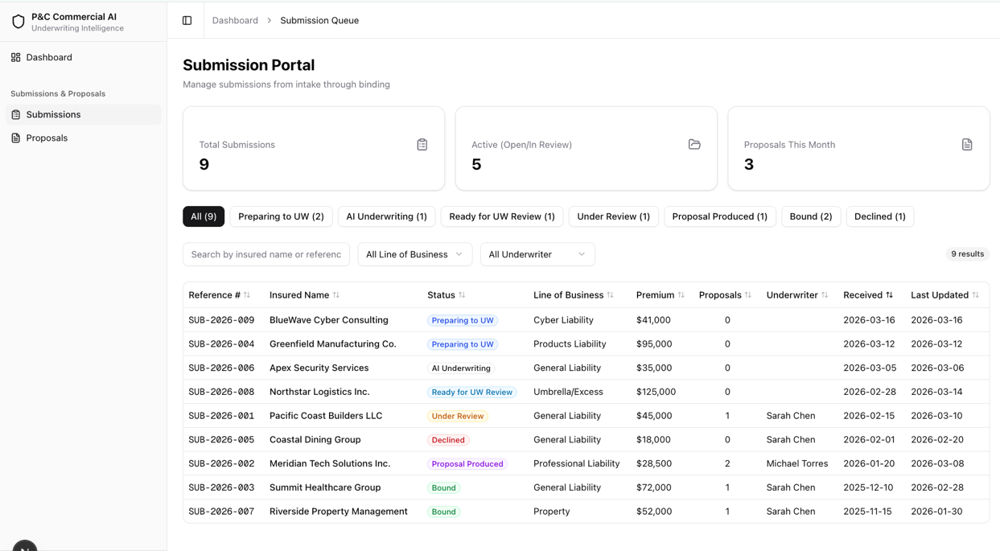 P&C Commercial AI
Underwriting Intelligence
Dashboard
Submissions & Proposals
Submissions
Proposals
Dashboard > Submission Queue
Submission Portal
Manage submissions from intake through binding
Total Submissions
9
Active (Open/In Review)
5
Proposals This Month
3
All (9) Preparing to UW (2) AI Underwriting (1) Ready for UW Review (1) Under Review (1) Proposal Produced (1) Bound (2) Declined (1)
Search by insured name or referenc All Line of Business All Underwriter 9 results
Reference # Insured Name Status Line of Business Premium Proposals Underwriter Received Last Updated
SUB-2026-009 BlueWave Cyber Consulting Preparing to UW Cyber Liability $41,000 0 2026-03-16 2026-03-16
SUB-2026-004 Greenfield Manufacturing Co. Preparing to UW Products Liability $95,000 0 2026-03-12 2026-03-12
SUB-2026-006 Apex Security Services AI Underwriting General Liability $35,000 0 2026-03-05 2026-03-06
SUB-2026-008 Northstar Logistics Inc. Ready for UW Review Umbrella/Excess $125,000 0 2026-02-28 2026-03-14
SUB-2026-001 Pacific Coast Builders LLC Under Review General Liability $45,000 1 Sarah Chen 2026-02-15 2026-03-10
SUB-2026-005 Coastal Dining Group Declined General Liability $18,000 0 Sarah Chen 2026-02-01 2026-02-20
SUB-2026-002 Meridian Tech Solutions Inc. Proposal Produced Professional Liability $28,500 2 Michael Torres 2026-01-20 2026-03-08
SUB-2026-003 Summit Healthcare Group Bound General Liability $72,000 1 Sarah Chen 2025-12-10 2026-02-28
SUB-2026-007 Riverside Property Management Bound Property $52,000 1 Sarah Chen 2025-11-15 2026-01-30